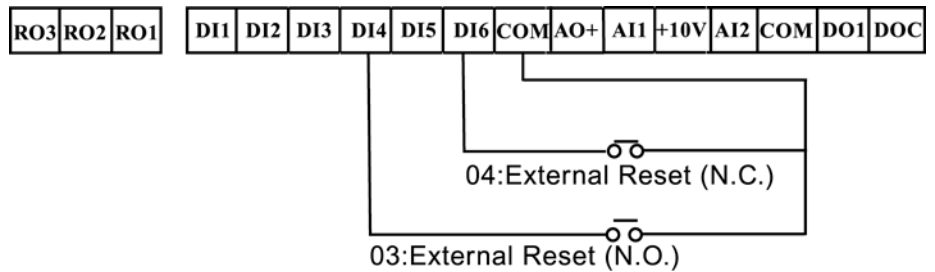 RO3 RO2 RO1 DI1 DI2 DI3 DI4 DI5 DI6 COM AO+ AI1 +10V AI2 COM DO1 DOC
04:External Reset (N.C.)
03:External Reset (N.O.)